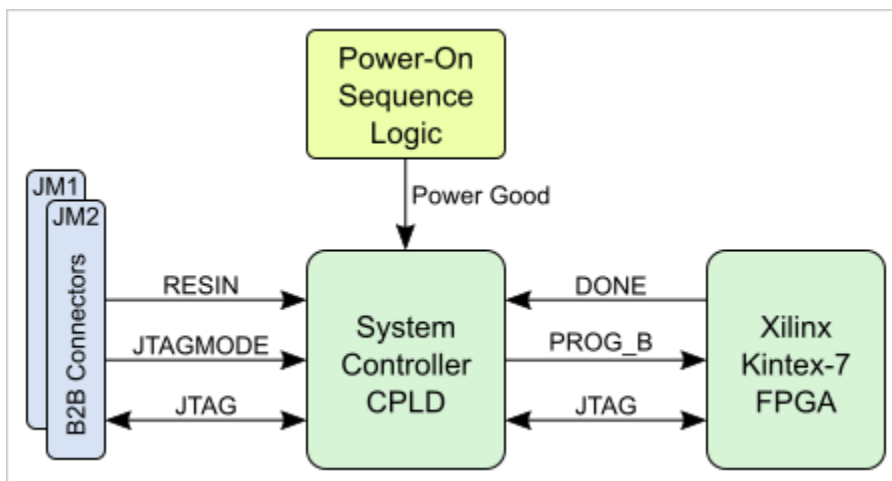 Power-On
Sequence
Logic
Power Good
JM1
JM2
B2B Connectors
RESIN
JTAGMODE
JTAG
System
Controller
CPLD
DONE
PROG_B
JTAG
Xilinx
Kintex-7
FPGA